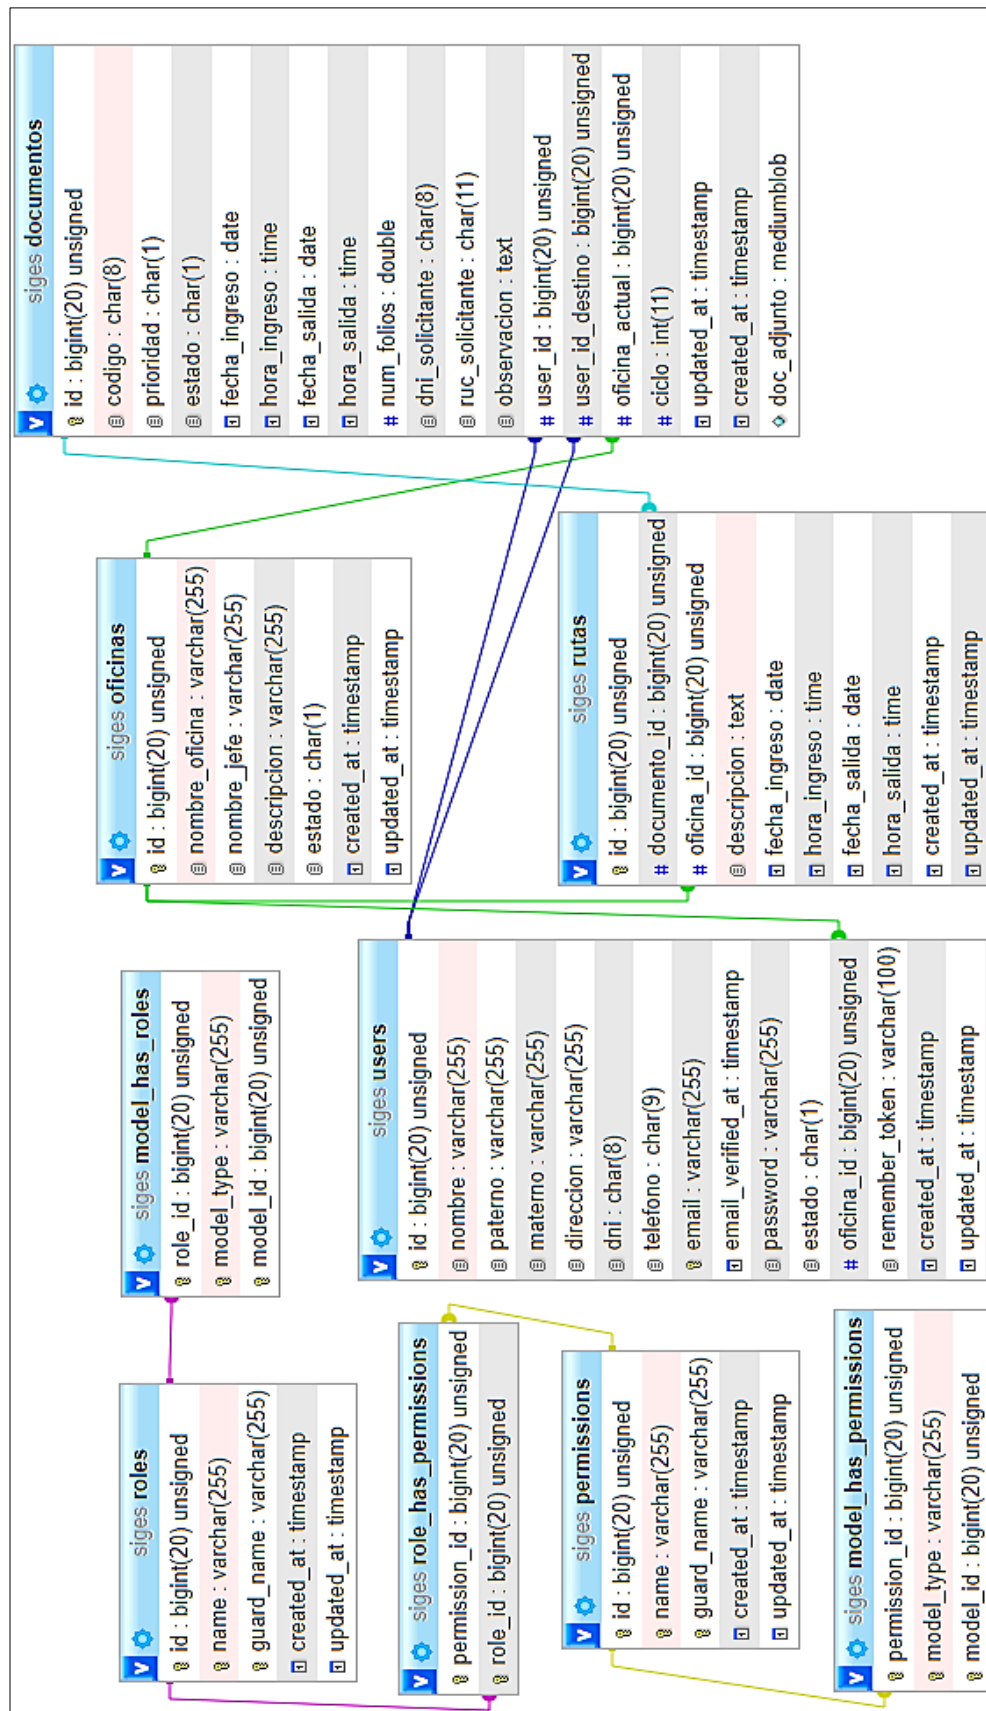 siges roles
id : bigint(20) unsigned
name : varchar(255)
guard_name : varchar(255)
created_at : timestamp
updated_at : timestamp
siges role_has_permissions
permission_id : bigint(20) unsigned
role_id : bigint(20) unsigned
siges permissions
id : bigint(20) unsigned
name : varchar(255)
guard_name : varchar(255)
created_at : timestamp
updated_at : timestamp
siges model_has_permissions
permission_id : bigint(20) unsigned
model_type : varchar(255)
model_id : bigint(20) unsigned
siges model_has_roles
role_id : bigint(20) unsigned
model_type : varchar(255)
model_id : bigint(20) unsigned
siges users
id : bigint(20) unsigned
nombre : varchar(255)
paterno : varchar(255)
materno : varchar(255)
direccion : varchar(255)
dni : char(8)
telefono : char(9)
email : varchar(255)
email_verified_at : timestamp
password : varchar(255)
estado : char(1)
oficina_id : bigint(20) unsigned
remember_token : varchar(100)
created_at : timestamp
updated_at : timestamp
siges oficinas
id : bigint(20) unsigned
nombre_oficina : varchar(255)
nombre_jefe : varchar(255)
descripcion : varchar(255)
estado : char(1)
created_at : timestamp
updated_at : timestamp
siges rutas
id : bigint(20) unsigned
documento_id : bigint(20) unsigned
oficina_id : bigint(20) unsigned
descripcion : text
fecha_ingreso : date
hora_ingreso : time
fecha_salida : date
hora_salida : time
created_at : timestamp
updated_at : timestamp
siges documentos
id : bigint(20) unsigned
codigo : char(8)
prioridad : char(1)
estado : char(1)
fecha_ingreso : date
hora_ingreso : time
fecha_salida : date
hora_salida : time
num_folios : double
dni_solicitante : char(8)
ruc_solicitante : char(11)
observacion : text
user_id : bigint(20) unsigned
user_id_destino : bigint(20) unsigned
oficina_actual : bigint(20) unsigned
ciclo : int(11)
updated_at : timestamp
created_at : timestamp
doc_adjunto : mediumblob